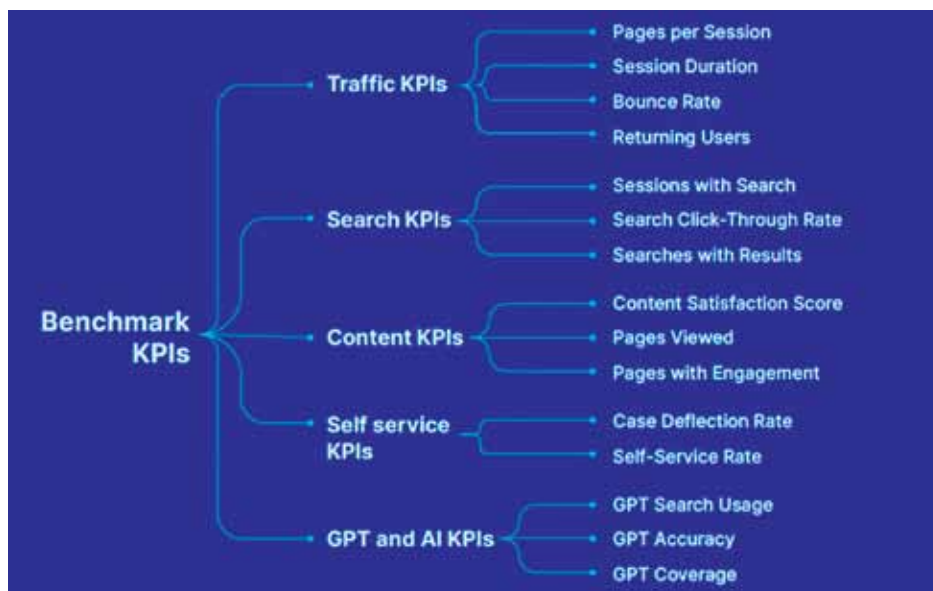 Benchmark
KPIs
Traffic KPIs
Pages per Session
Session Duration
Bounce Rate
Returning Users
Search KPIs
Sessions with Search
Search Click-Through Rate
Searches with Results
Content KPIs
Content Satisfaction Score
Pages Viewed
Pages with Engagement
Self service
KPIs
Case Deflection Rate
Self-Service Rate
GPT and AI KPIs
GPT Search Usage
GPT Accuracy
GPT Coverage